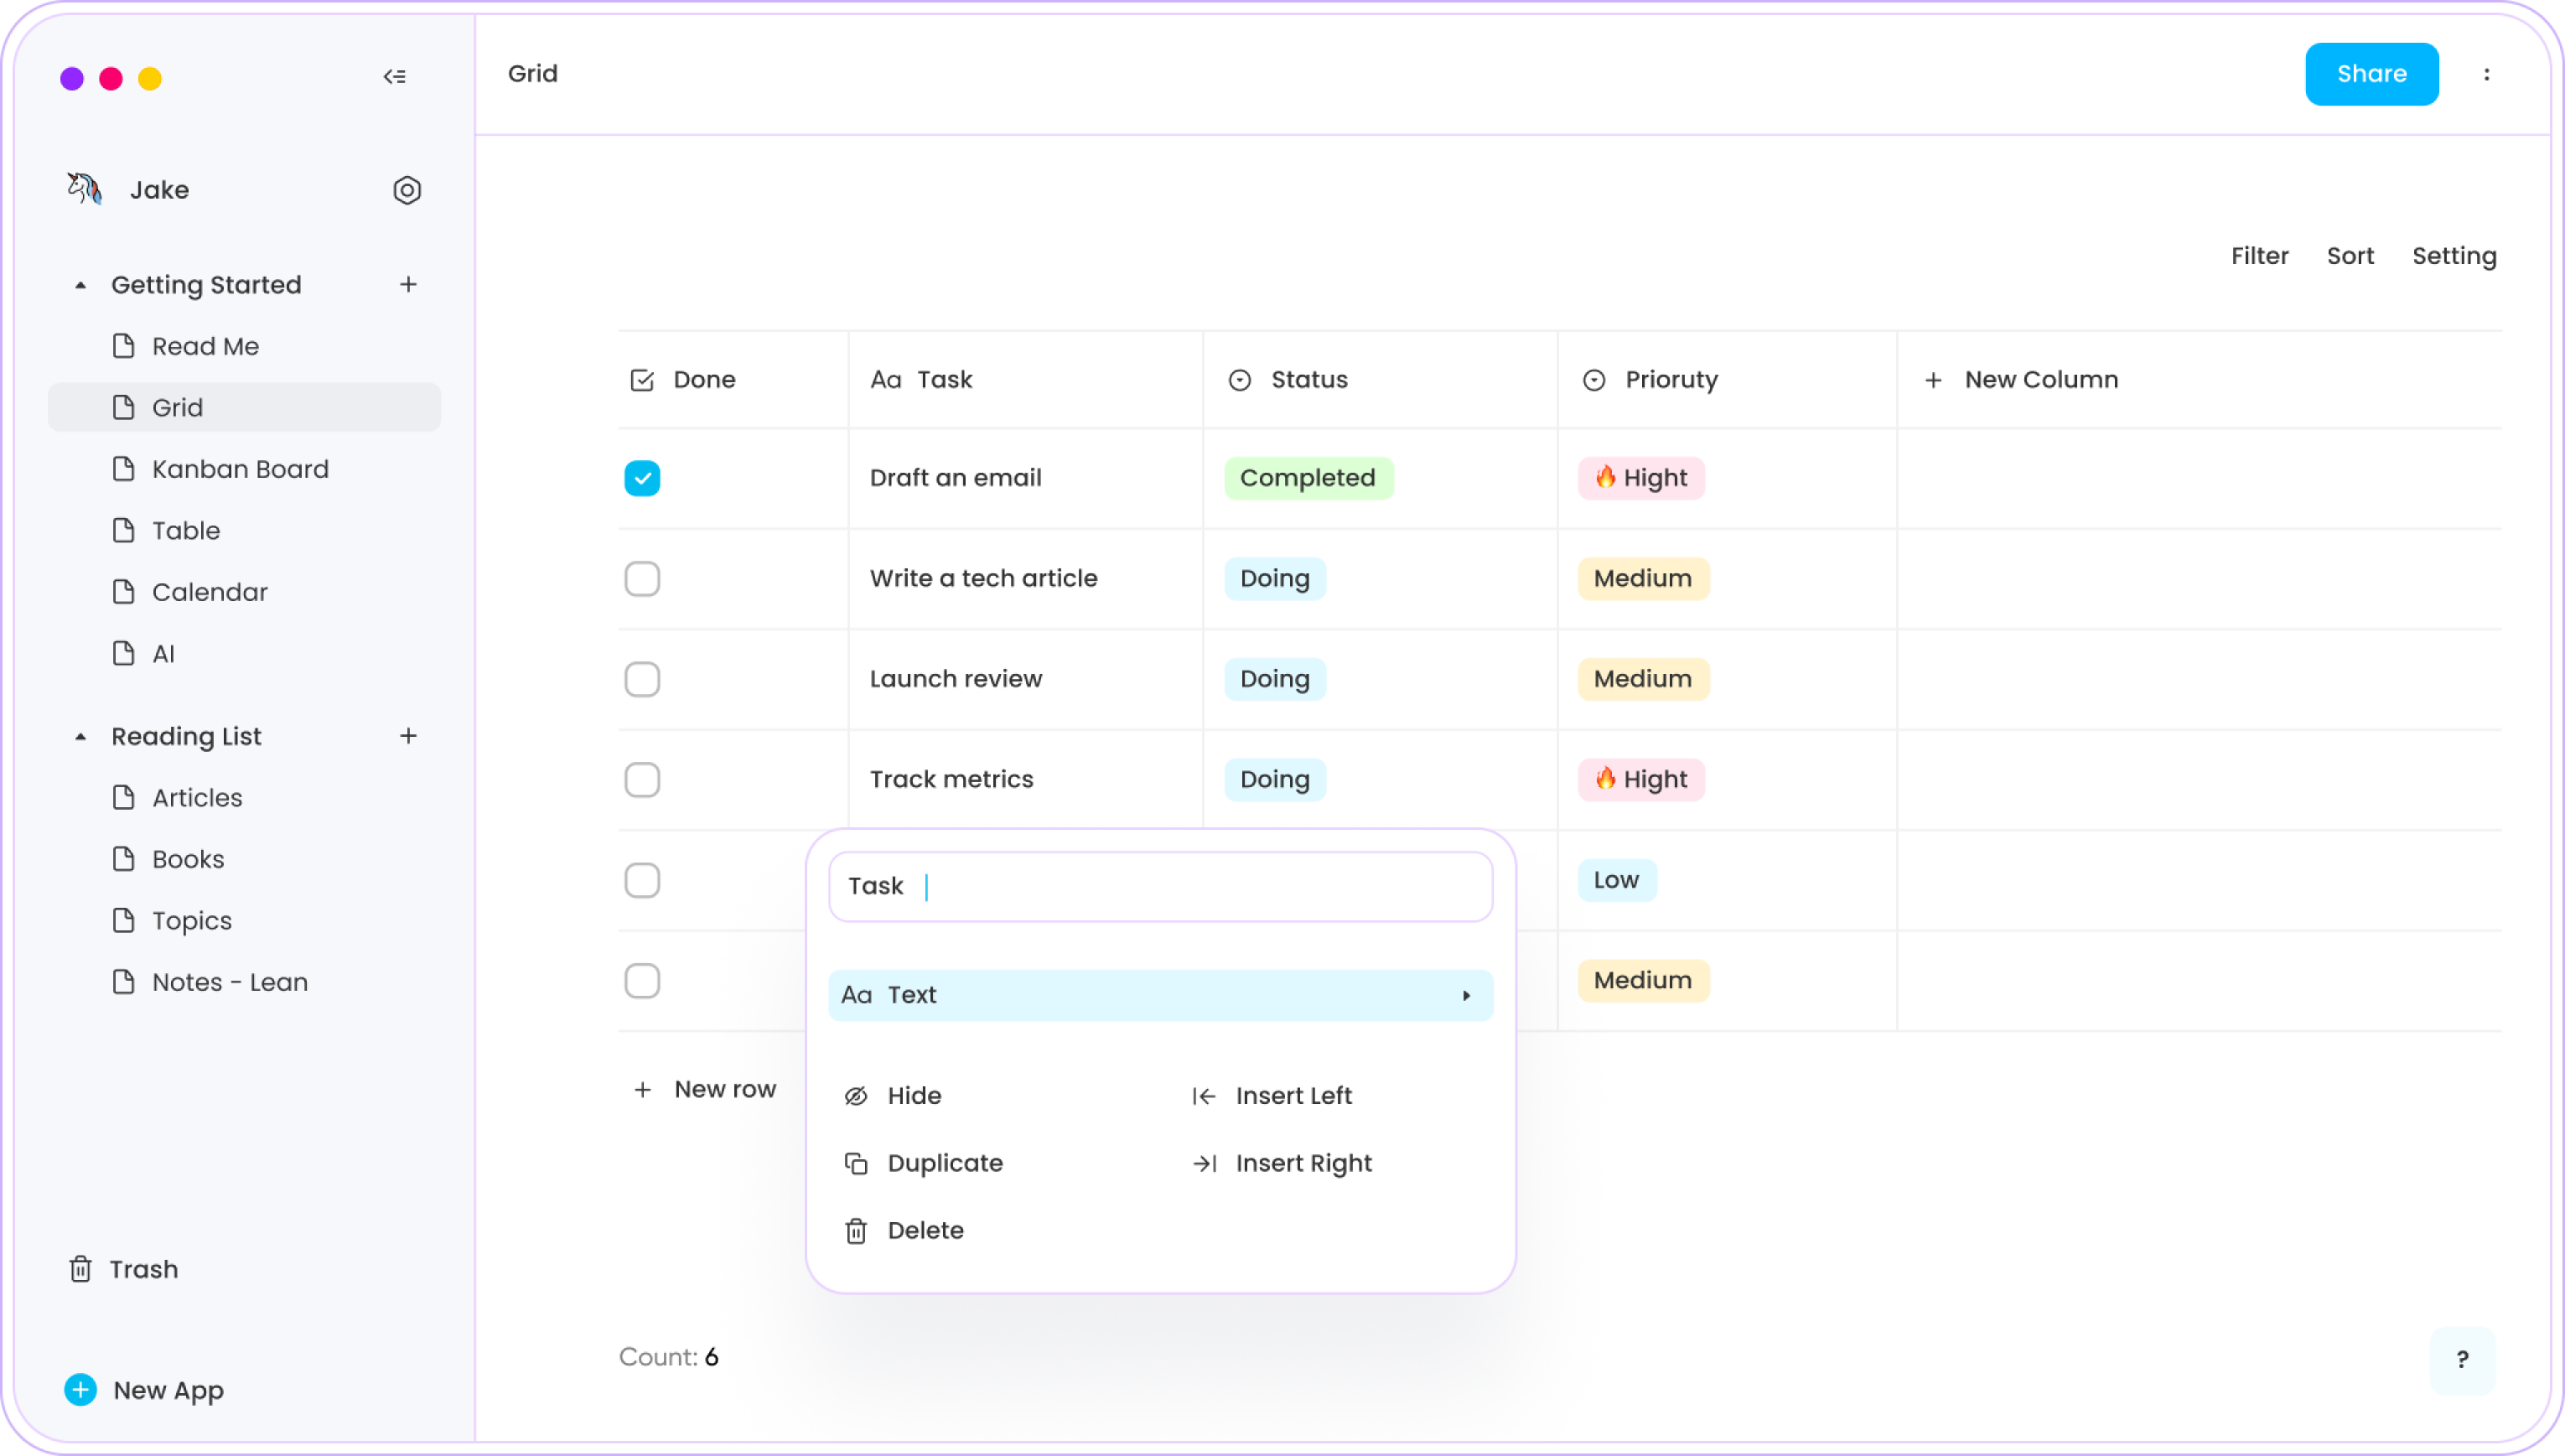 Grid
Share
Jake
Getting Started
Read Me
Grid
Kanban Board
Table
Calendar
AI
Reading List
Articles
Books
Topics
Notes - Lean
Trash
New App
Filter Sort Setting
Done Aa Task Status Prioruty New Column
Draft an email Completed 🔥 Hight
Write a tech article Doing Medium
Launch review Doing Medium
Track metrics Doing 🔥 Hight
Low
Medium
New row
Task
Aa Text
Hide Insert Left
Duplicate Insert Right
Delete
Count: 6
?